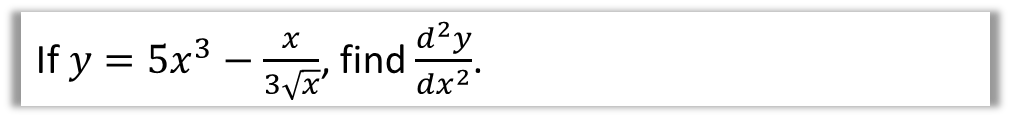 If y = 5x³ − x/(3√x), find d²y/dx².